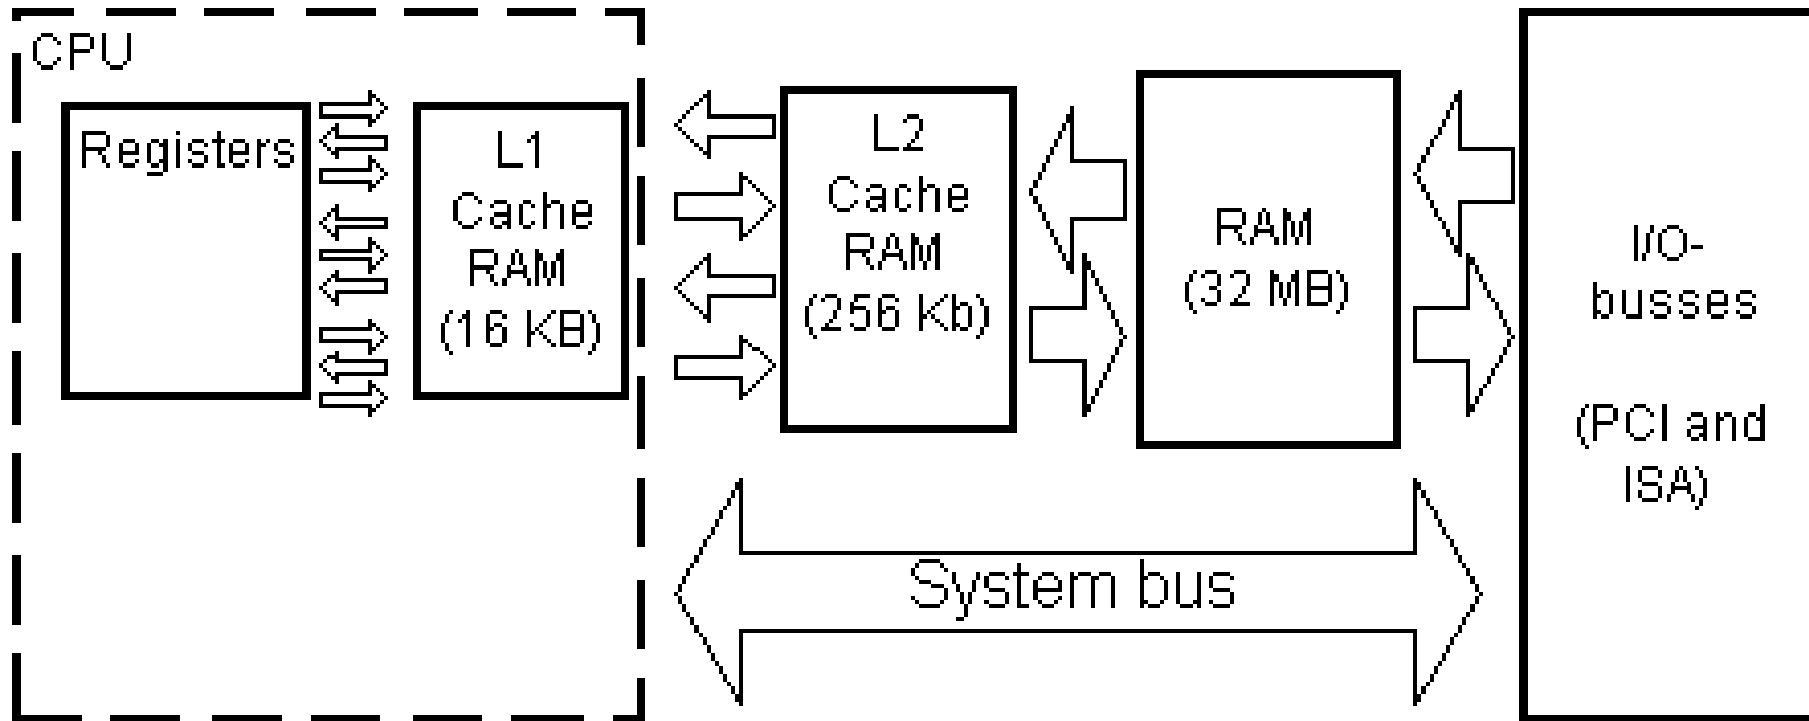 CPU
Registers
L1
Cache
RAM
(16 KB)
L2
Cache
RAM
(256 Kb)
RAM
(32 MB)
I/O-
busses
(PCI and
ISA)
System bus